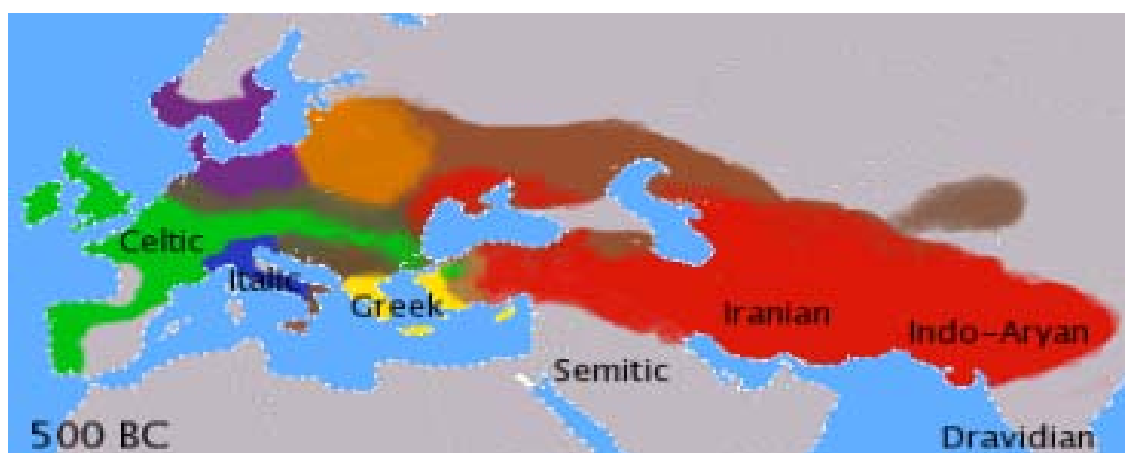 Celtic
Italic
Greek
Iranian
Indo-Aryan
Semitic
500 BC
Dravidian